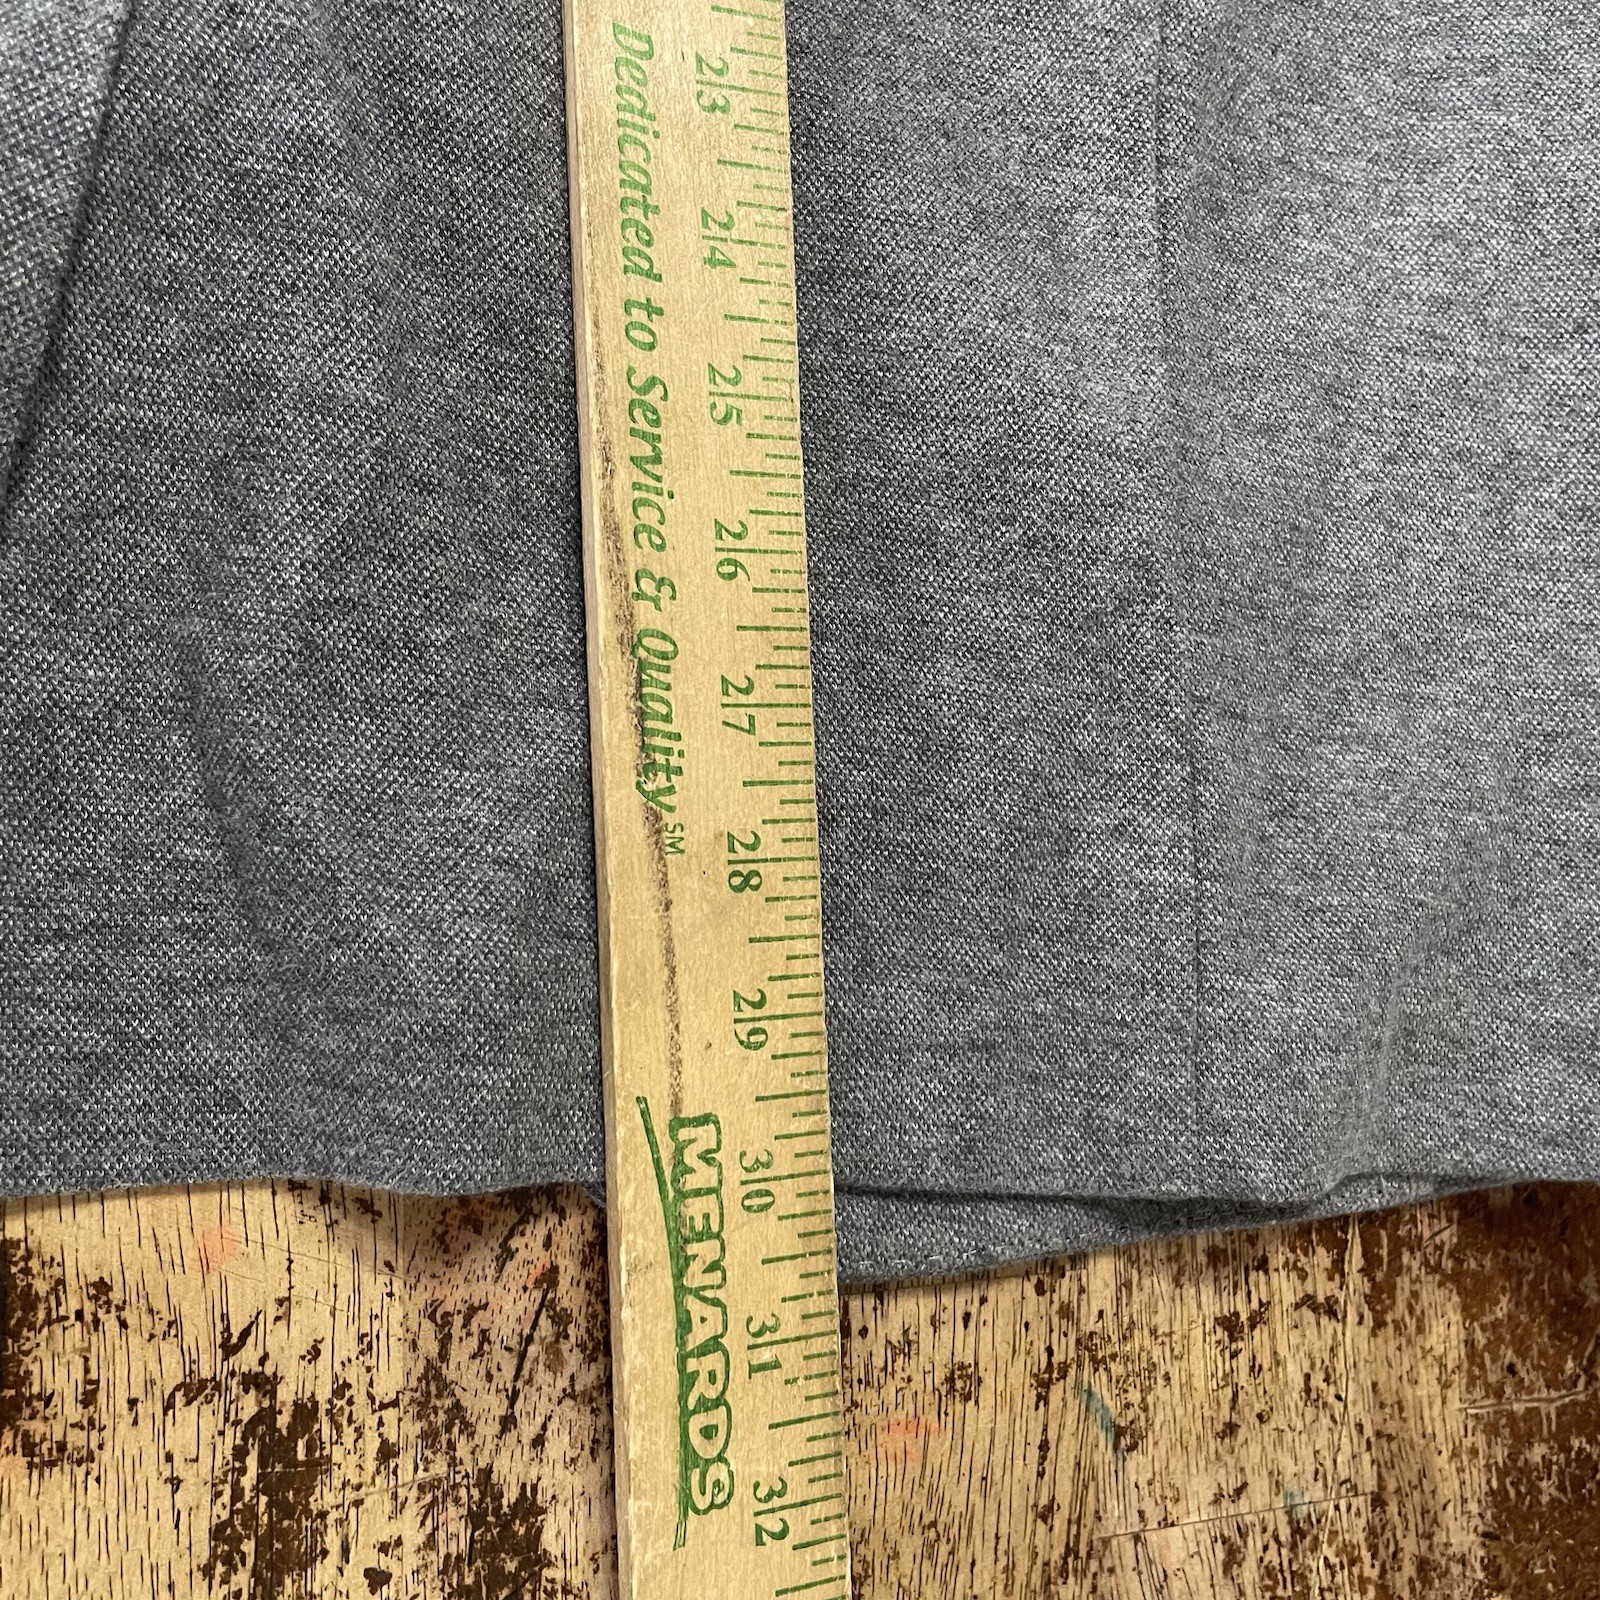 23 24 25 26 27 28 29 30 31 32
Dedicated to Service & Quality SM
MENARDS